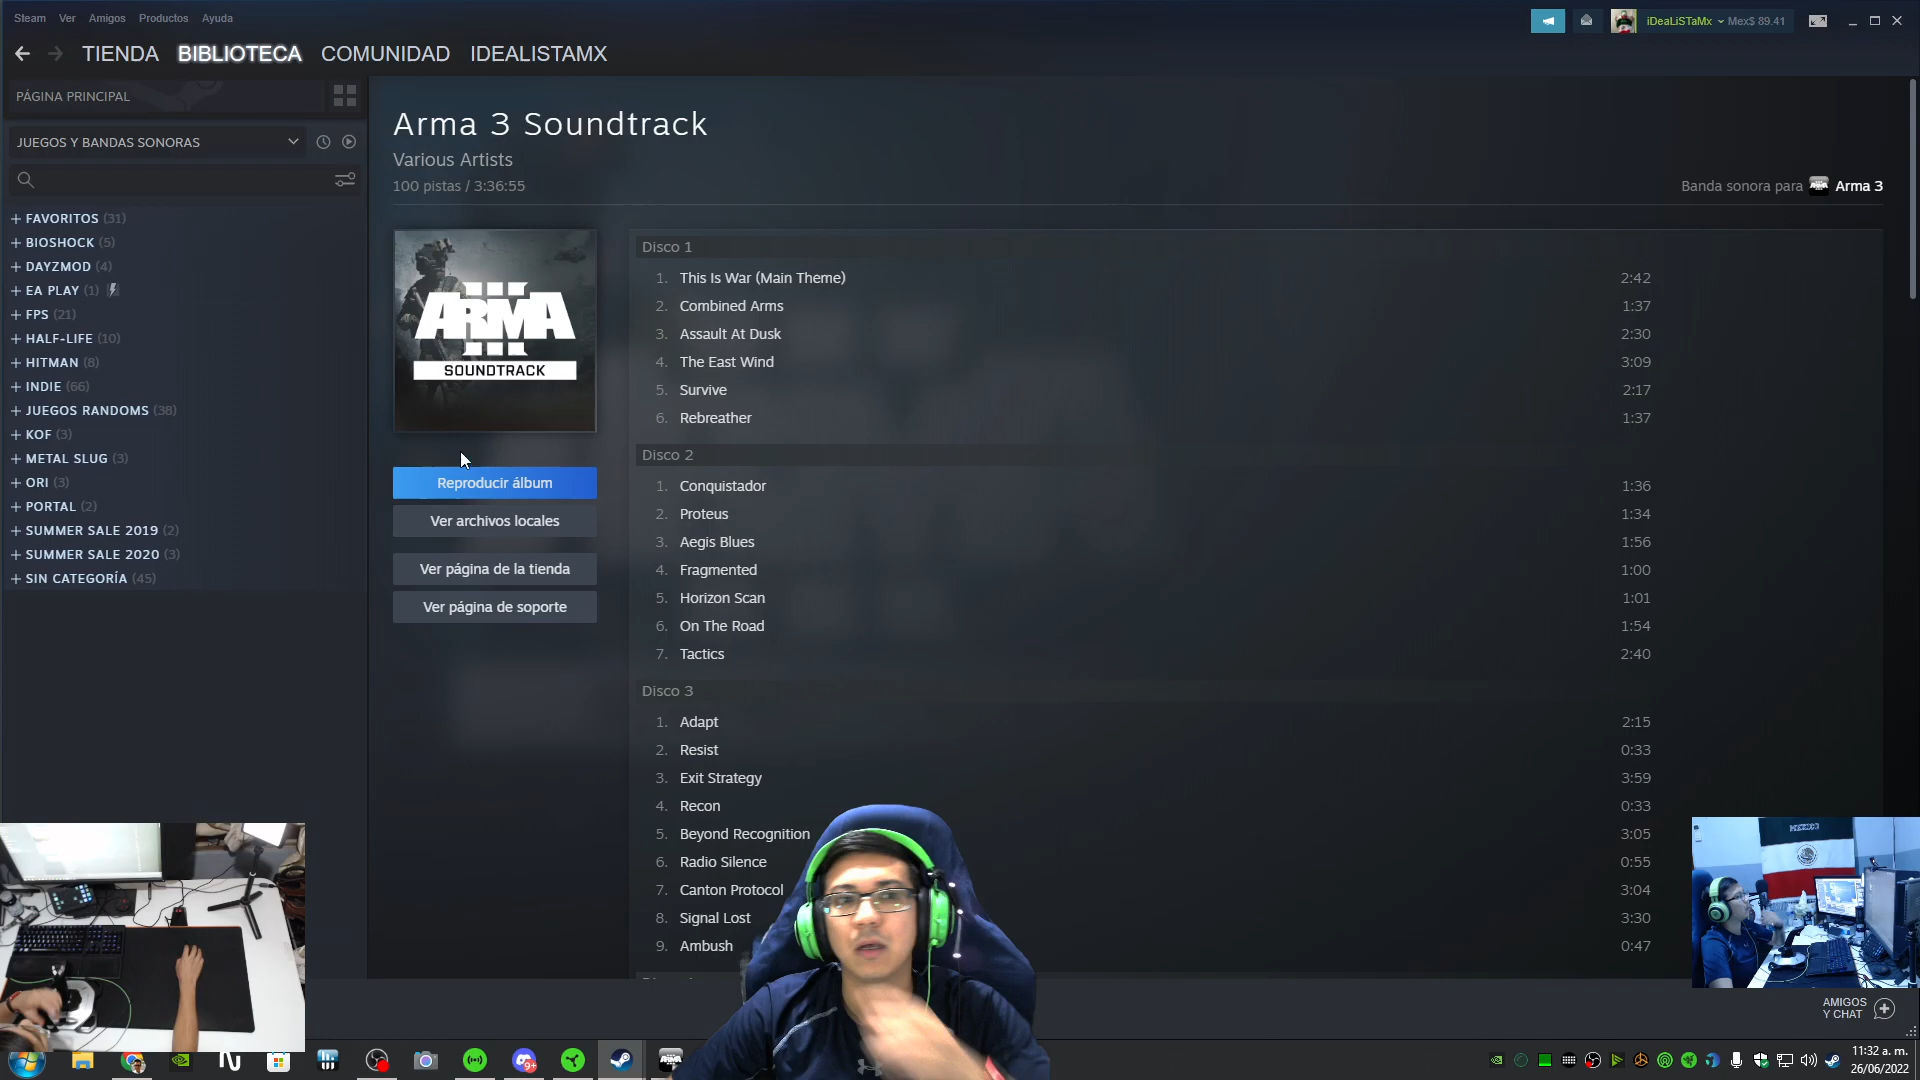 Steam Ver Amigos Productos Ayuda
iDeaLiSTaMx Mex$ 89.41
TIENDA BIBLIOTECA COMUNIDAD IDEALISTAMX
PÁGINA PRINCIPAL
JUEGOS Y BANDAS SONORAS
+ FAVORITOS (31)
+ BIOSHOCK (5)
+ DAYZMOD (4)
+ EA PLAY (1)
+ FPS (21)
+ HALF-LIFE (10)
+ HITMAN (8)
+ INDIE (66)
+ JUEGOS RANDOMS (38)
+ KOF (3)
+ METAL SLUG (3)
+ ORI (3)
+ PORTAL (2)
+ SUMMER SALE 2019 (2)
+ SUMMER SALE 2020 (3)
+ SIN CATEGORÍA (45)
Arma 3 Soundtrack
Various Artists
100 pistas / 3:36:55
Banda sonora para Arma 3
ARMA III
SOUNDTRACK
Reproducir álbum
Ver archivos locales
Ver página de la tienda
Ver página de soporte
Disco 1
1. This Is War (Main Theme) 2:42
2. Combined Arms 1:37
3. Assault At Dusk 2:30
4. The East Wind 3:09
5. Survive 2:17
6. Rebreather 1:37
Disco 2
1. Conquistador 1:36
2. Proteus 1:34
3. Aegis Blues 1:56
4. Fragmented 1:00
5. Horizon Scan 1:01
6. On The Road 1:54
7. Tactics 2:40
Disco 3
1. Adapt 2:15
2. Resist 0:33
3. Exit Strategy 3:59
4. Recon 0:33
5. Beyond Recognition 3:05
6. Radio Silence 0:55
7. Canton Protocol 3:04
8. Signal Lost 3:30
9. Ambush 0:47
MÉXICO
AMIGOS
Y CHAT
9+
ARMA
11:32 a. m.
26/06/2022